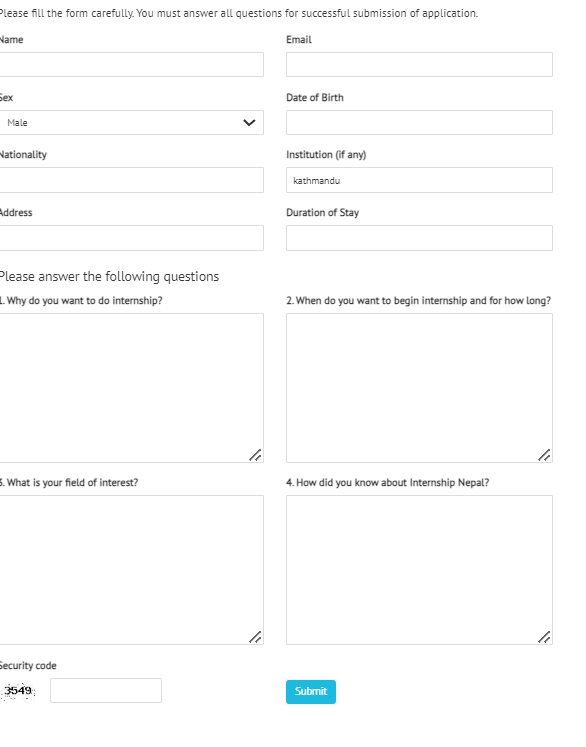 Please fill the form carefully. You must answer all questions for successful submission of application.
Name
Email
Sex
Date of Birth
Male
Nationality
Institution (if any)
kathmandu
Address
Duration of Stay
Please answer the following questions
1. Why do you want to do internship?
2. When do you want to begin internship and for how long?
3. What is your field of interest?
4. How did you know about Internship Nepal?
Security code
3549
Submit